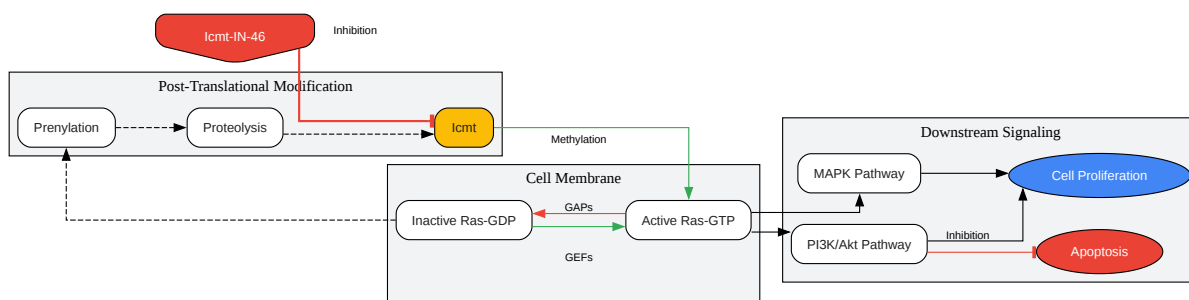 Icmt-IN-46
Inhibition
Post-Translational Modification
Prenylation
Proteolysis
Icmt
Methylation
Downstream Signaling
MAPK Pathway
Cell Proliferation
Cell Membrane
Inactive Ras-GDP
GAPs
Active Ras-GTP
GEFs
PI3K/Akt Pathway
Inhibition
Apoptosis